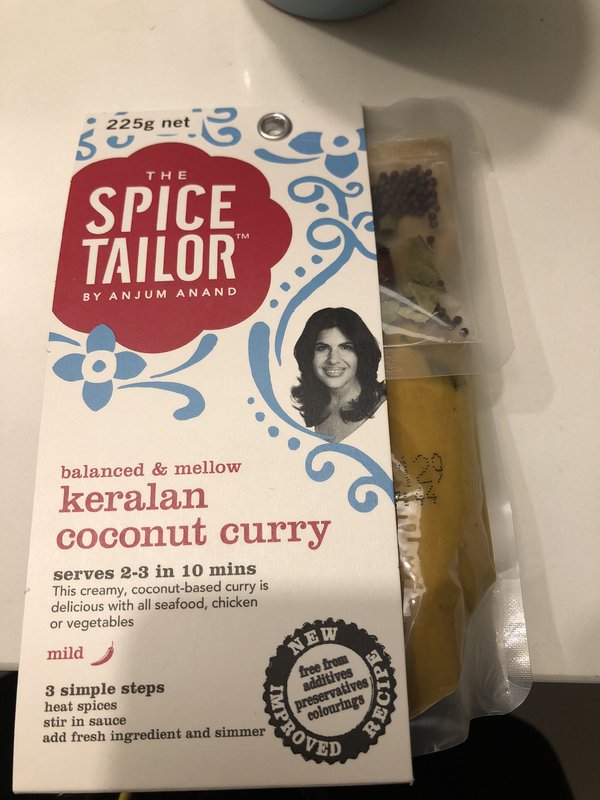 225g net
THE
SPICE
TAILOR™
BY ANJUM ANAND
balanced & mellow
keralan
coconut curry
serves 2-3 in 10 mins
This creamy, coconut-based curry is
delicious with all seafood, chicken
or vegetables
mild
3 simple steps
heat spices
stir in sauce
add fresh ingredient and simmer
NEW
IMPROVED
RECIPE
free from
additives
preservatives
colourings